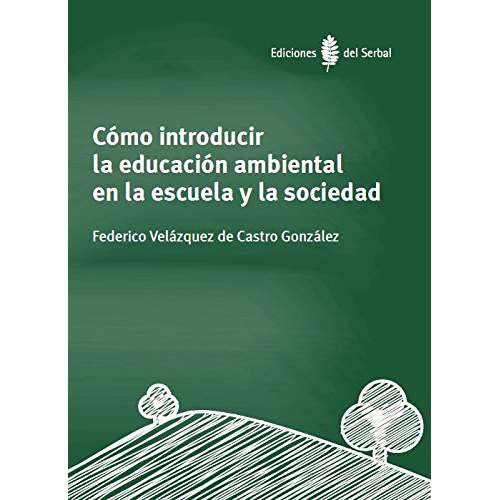 Ediciones del Serbal
Cómo introducir
la educación ambiental
en la escuela y la sociedad
Federico Velázquez de Castro González